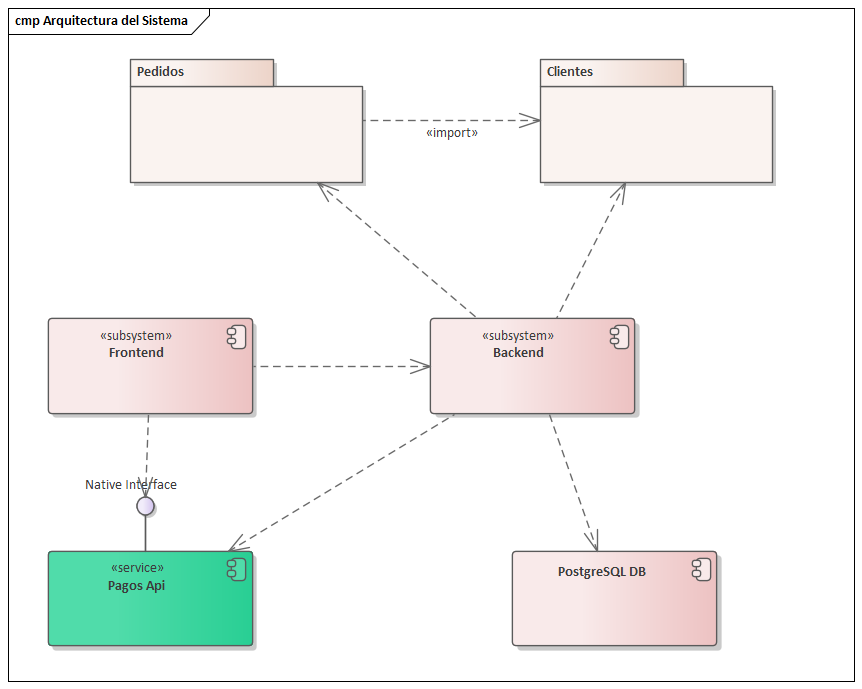 cmp Arquitectura del Sistema
Pedidos
Clientes
«import»
«subsystem»
Frontend
«subsystem»
Backend
Native Interface
«service»
Pagos Api
PostgreSQL DB